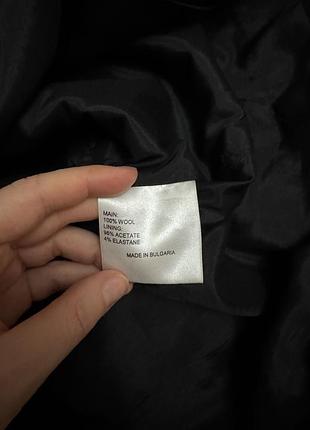 MAIN:
100% WOOL
LINING:
96% ACETATE
4% ELASTANE
MADE IN BULGARIA